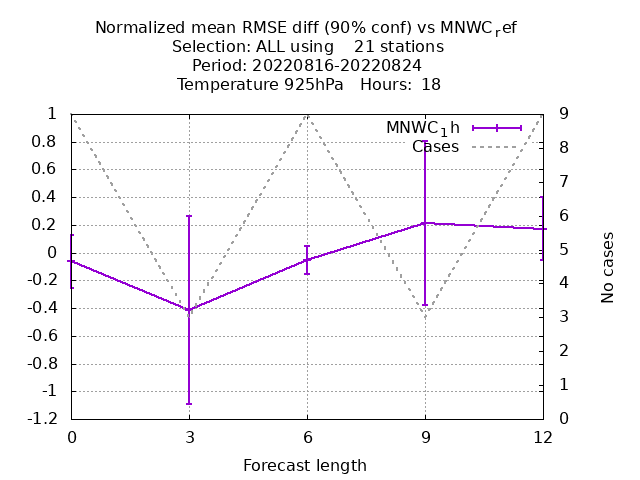 Normalized mean RMSE diff (90% conf) vs MNWCref
Selection: ALL using    21 stations
Period: 20220816-20220824
Temperature 925hPa   Hours:  18
MNWC1h
Cases
1
0.8
0.6
0.4
0.2
0
-0.2
-0.4
-0.6
-0.8
-1
-1.2
9
8
7
6
5
4
3
2
1
0
No cases
0 3 6 9 12
Forecast length